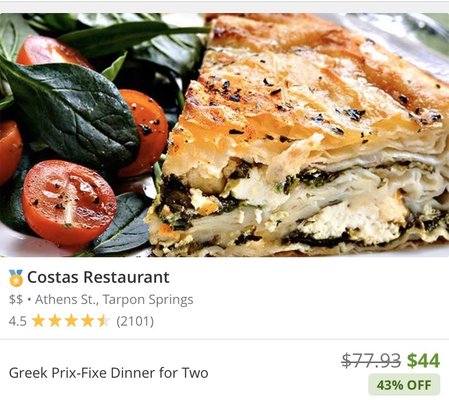 Costas Restaurant
$$ • Athens St., Tarpon Springs
4.5 (2101)
$77.93 $44
Greek Prix-Fixe Dinner for Two
43% OFF